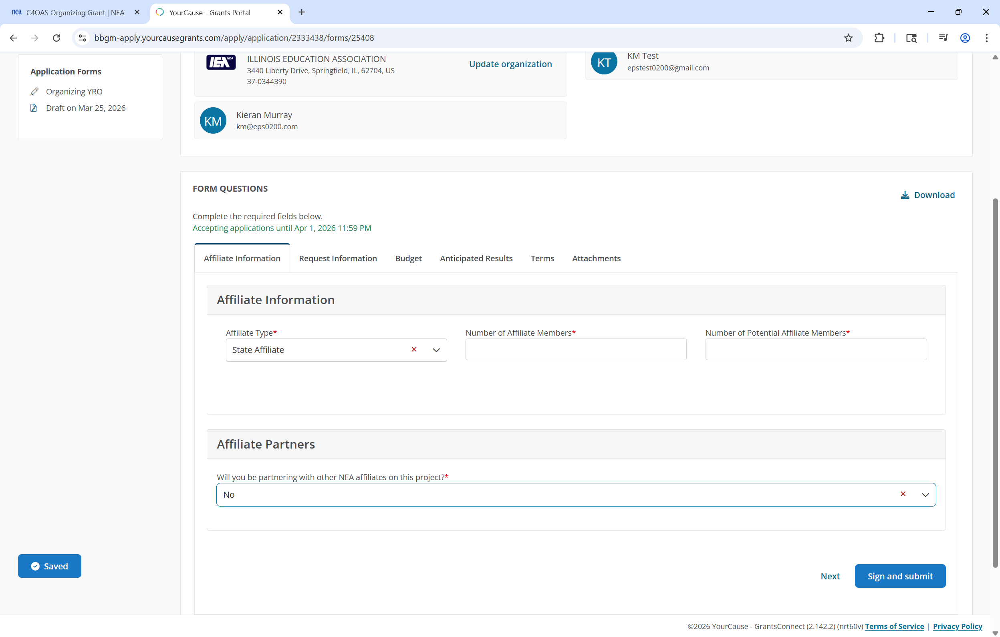 nea C4OAS Organizing Grant | NEA
YourCause - Grants Portal
bbgm-apply.yourcausegrants.com/apply/application/2333438/forms/25408
Application Forms
Organizing YRO
Draft on Mar 25, 2026
IEA NEA
ILLINOIS EDUCATION ASSOCIATION
3440 Liberty Drive, Springfield, IL, 62704, US
37-0344390
Update organization
KT
KM Test
epstest0200@gmail.com
KM
Kieran Murray
km@eps0200.com
FORM QUESTIONS
Download
Complete the required fields below.
Accepting applications until Apr 1, 2026 11:59 PM
Affiliate Information Request Information Budget Anticipated Results Terms Attachments
Affiliate Information
Affiliate Type* Number of Affiliate Members* Number of Potential Affiliate Members*
State Affiliate
Affiliate Partners
Will you be partnering with other NEA affiliates on this project?*
No
Saved
Next Sign and submit
©2026 YourCause - GrantsConnect (2.142.2) (nrt60v) Terms of Service | Privacy Policy